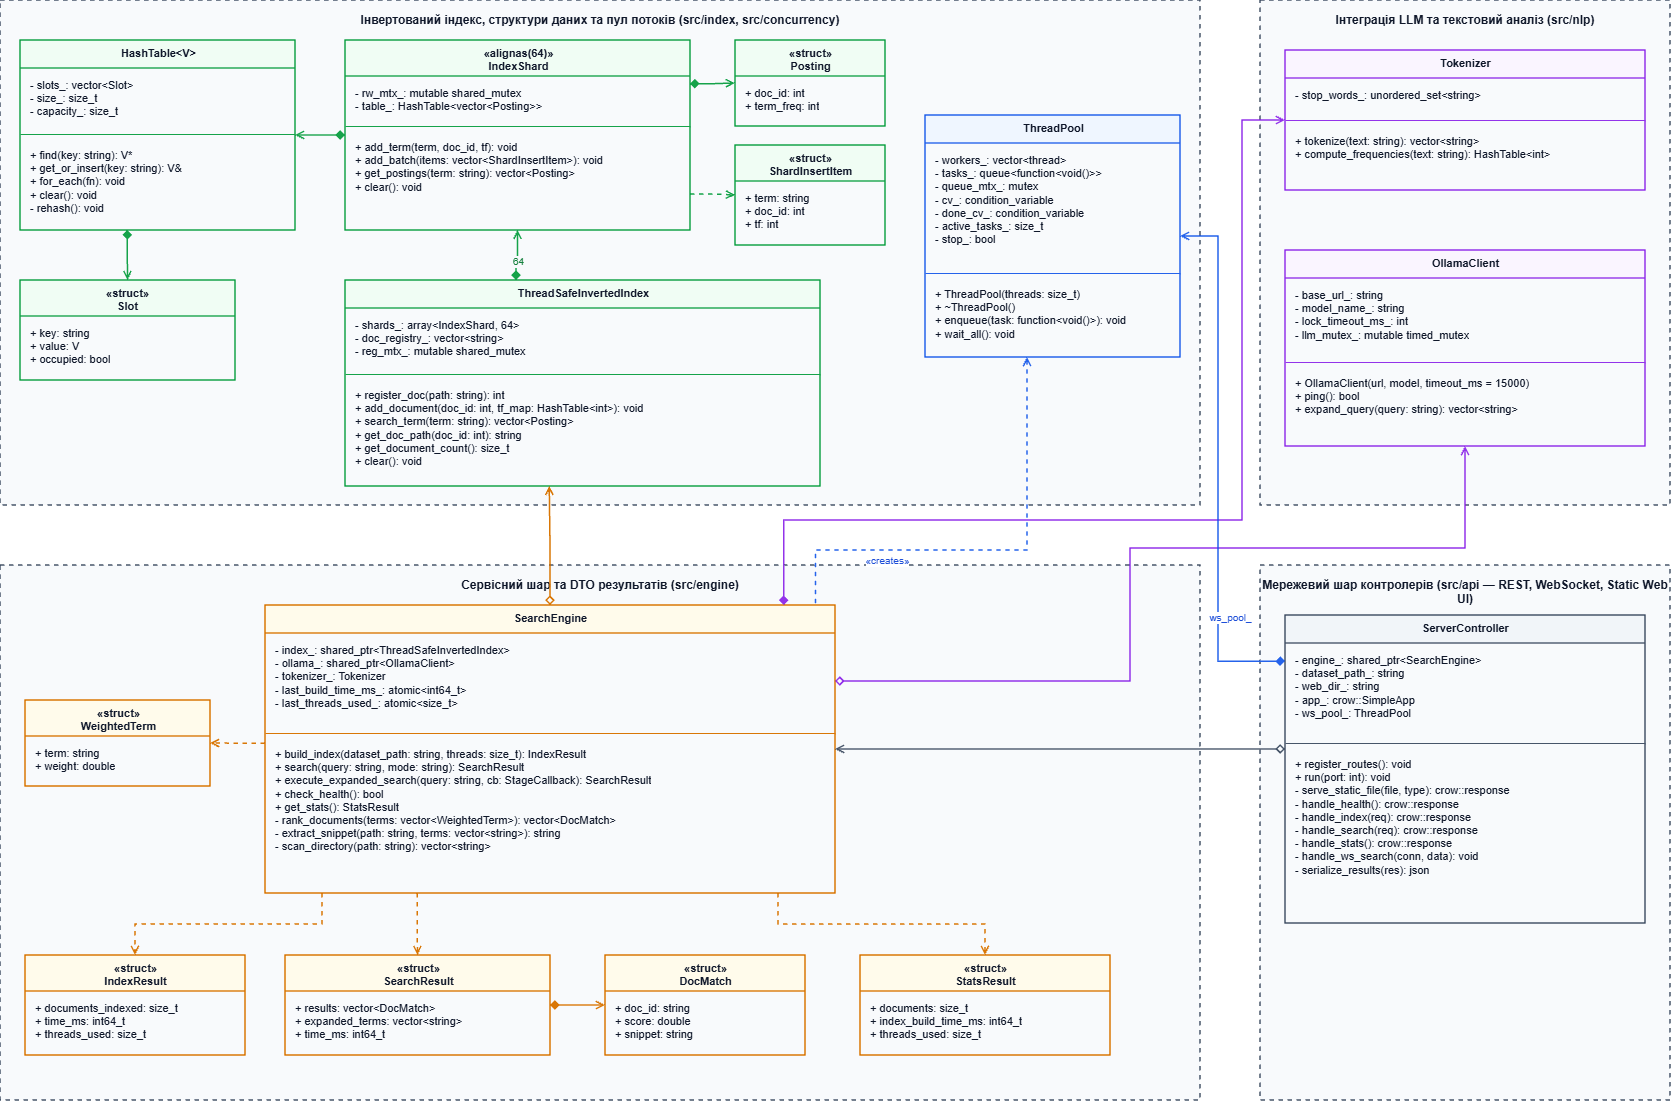 Інвертований індекс, структури даних та пул потоків (src/index, src/concurrency)
HashTable<V>
- slots_: vector<Slot>
- size_: size_t
- capacity_: size_t
+ find(key: string): V*
+ get_or_insert(key: string): V&
+ for_each(fn): void
+ clear(): void
- rehash(): void
«alignas(64)»
IndexShard
- rw_mtx_: mutable shared_mutex
- table_: HashTable<vector<Posting>>
+ add_term(term, doc_id, tf): void
+ add_batch(items: vector<ShardInsertItem>): void
+ get_postings(term: string): vector<Posting>
+ clear(): void
«struct»
Posting
+ doc_id: int
+ term_freq: int
«struct»
ShardInsertItem
+ term: string
+ doc_id: int
+ tf: int
ThreadPool
- workers_: vector<thread>
- tasks_: queue<function<void()>>
- queue_mtx_: mutex
- cv_: condition_variable
- done_cv_: condition_variable
- active_tasks_: size_t
- stop_: bool
+ ThreadPool(threads: size_t)
+ ~ThreadPool()
+ enqueue(task: function<void()>): void
+ wait_all(): void
«struct»
Slot
+ key: string
+ value: V
+ occupied: bool
64
ThreadSafeInvertedIndex
- shards_: array<IndexShard, 64>
- doc_registry_: vector<string>
- reg_mtx_: mutable shared_mutex
+ register_doc(path: string): int
+ add_document(doc_id: int, tf_map: HashTable<int>): void
+ search_term(term: string): vector<Posting>
+ get_doc_path(doc_id: int): string
+ get_document_count(): size_t
+ clear(): void
Інтеграція LLM та текстовий аналіз (src/nlp)
Tokenizer
- stop_words_: unordered_set<string>
+ tokenize(text: string): vector<string>
+ compute_frequencies(text: string): HashTable<int>
OllamaClient
- base_url_: string
- model_name_: string
- lock_timeout_ms_: int
- llm_mutex_: mutable timed_mutex
+ OllamaClient(url, model, timeout_ms = 15000)
+ ping(): bool
+ expand_query(query: string): vector<string>
«creates»
Сервісний шар та DTO результатів (src/engine)
SearchEngine
- index_: shared_ptr<ThreadSafeInvertedIndex>
- ollama_: shared_ptr<OllamaClient>
- tokenizer_: Tokenizer
- last_build_time_ms_: atomic<int64_t>
- last_threads_used_: atomic<size_t>
+ build_index(dataset_path: string, threads: size_t): IndexResult
+ search(query: string, mode: string): SearchResult
+ execute_expanded_search(query: string, cb: StageCallback): SearchResult
+ check_health(): bool
+ get_stats(): StatsResult
- rank_documents(terms: vector<WeightedTerm>): vector<DocMatch>
- extract_snippet(path: string, terms: vector<string>): string
- scan_directory(path: string): vector<string>
«struct»
WeightedTerm
+ term: string
+ weight: double
«struct»
IndexResult
+ documents_indexed: size_t
+ time_ms: int64_t
+ threads_used: size_t
«struct»
SearchResult
+ results: vector<DocMatch>
+ expanded_terms: vector<string>
+ time_ms: int64_t
«struct»
DocMatch
+ doc_id: string
+ score: double
+ snippet: string
«struct»
StatsResult
+ documents: size_t
+ index_build_time_ms: int64_t
+ threads_used: size_t
ws_pool_
Мережевий шар контролерів (src/api — REST, WebSocket, Static Web
UI)
ServerController
- engine_: shared_ptr<SearchEngine>
- dataset_path_: string
- web_dir_: string
- app_: crow::SimpleApp
- ws_pool_: ThreadPool
+ register_routes(): void
+ run(port: int): void
- serve_static_file(file, type): crow::response
- handle_health(): crow::response
- handle_index(req): crow::response
- handle_search(req): crow::response
- handle_stats(): crow::response
- handle_ws_search(conn, data): void
- serialize_results(res): json